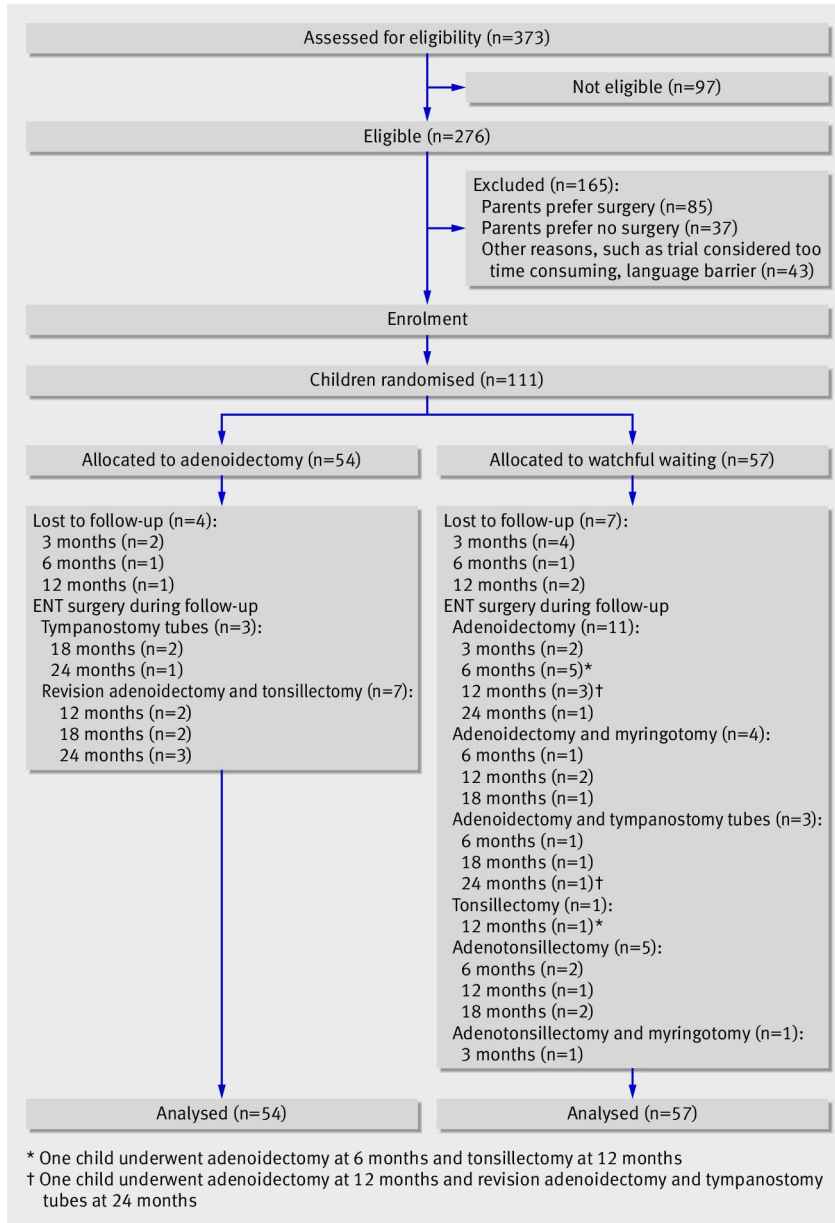 Assessed for eligibility (n=373)
Not eligible (n=97)
Eligible (n=276)
Excluded (n=165):
Parents prefer surgery (n=85)
Parents prefer no surgery (n=37)
Other reasons, such as trial considered too
time consuming, language barrier (n=43)
Enrolment
Children randomised (n=111)
Allocated to adenoidectomy (n=54)
Lost to follow-up (n=4):
3 months (n=2)
6 months (n=1)
12 months (n=1)
ENT surgery during follow-up
Tympanostomy tubes (n=3):
18 months (n=2)
24 months (n=1)
Revision adenoidectomy and tonsillectomy (n=7):
12 months (n=2)
18 months (n=2)
24 months (n=3)
Analysed (n=54)
Allocated to watchful waiting (n=57)
Lost to follow-up (n=7):
3 months (n=4)
6 months (n=1)
12 months (n=2)
ENT surgery during follow-up
Adenoidectomy (n=11):
3 months (n=2)
6 months (n=5)*
12 months (n=3)†
24 months (n=1)
Adenoidectomy and myringotomy (n=4):
6 months (n=1)
12 months (n=2)
18 months (n=1)
Adenoidectomy and tympanostomy tubes (n=3):
6 months (n=1)
18 months (n=1)
24 months (n=1)†
Tonsillectomy (n=1):
12 months (n=1)*
Adenotonsillectomy (n=5):
6 months (n=2)
12 months (n=1)
18 months (n=2)
Adenotonsillectomy and myringotomy (n=1):
3 months (n=1)
Analysed (n=57)
* One child underwent adenoidectomy at 6 months and tonsillectomy at 12 months
† One child underwent adenoidectomy at 12 months and revision adenoidectomy and tympanostomy
tubes at 24 months